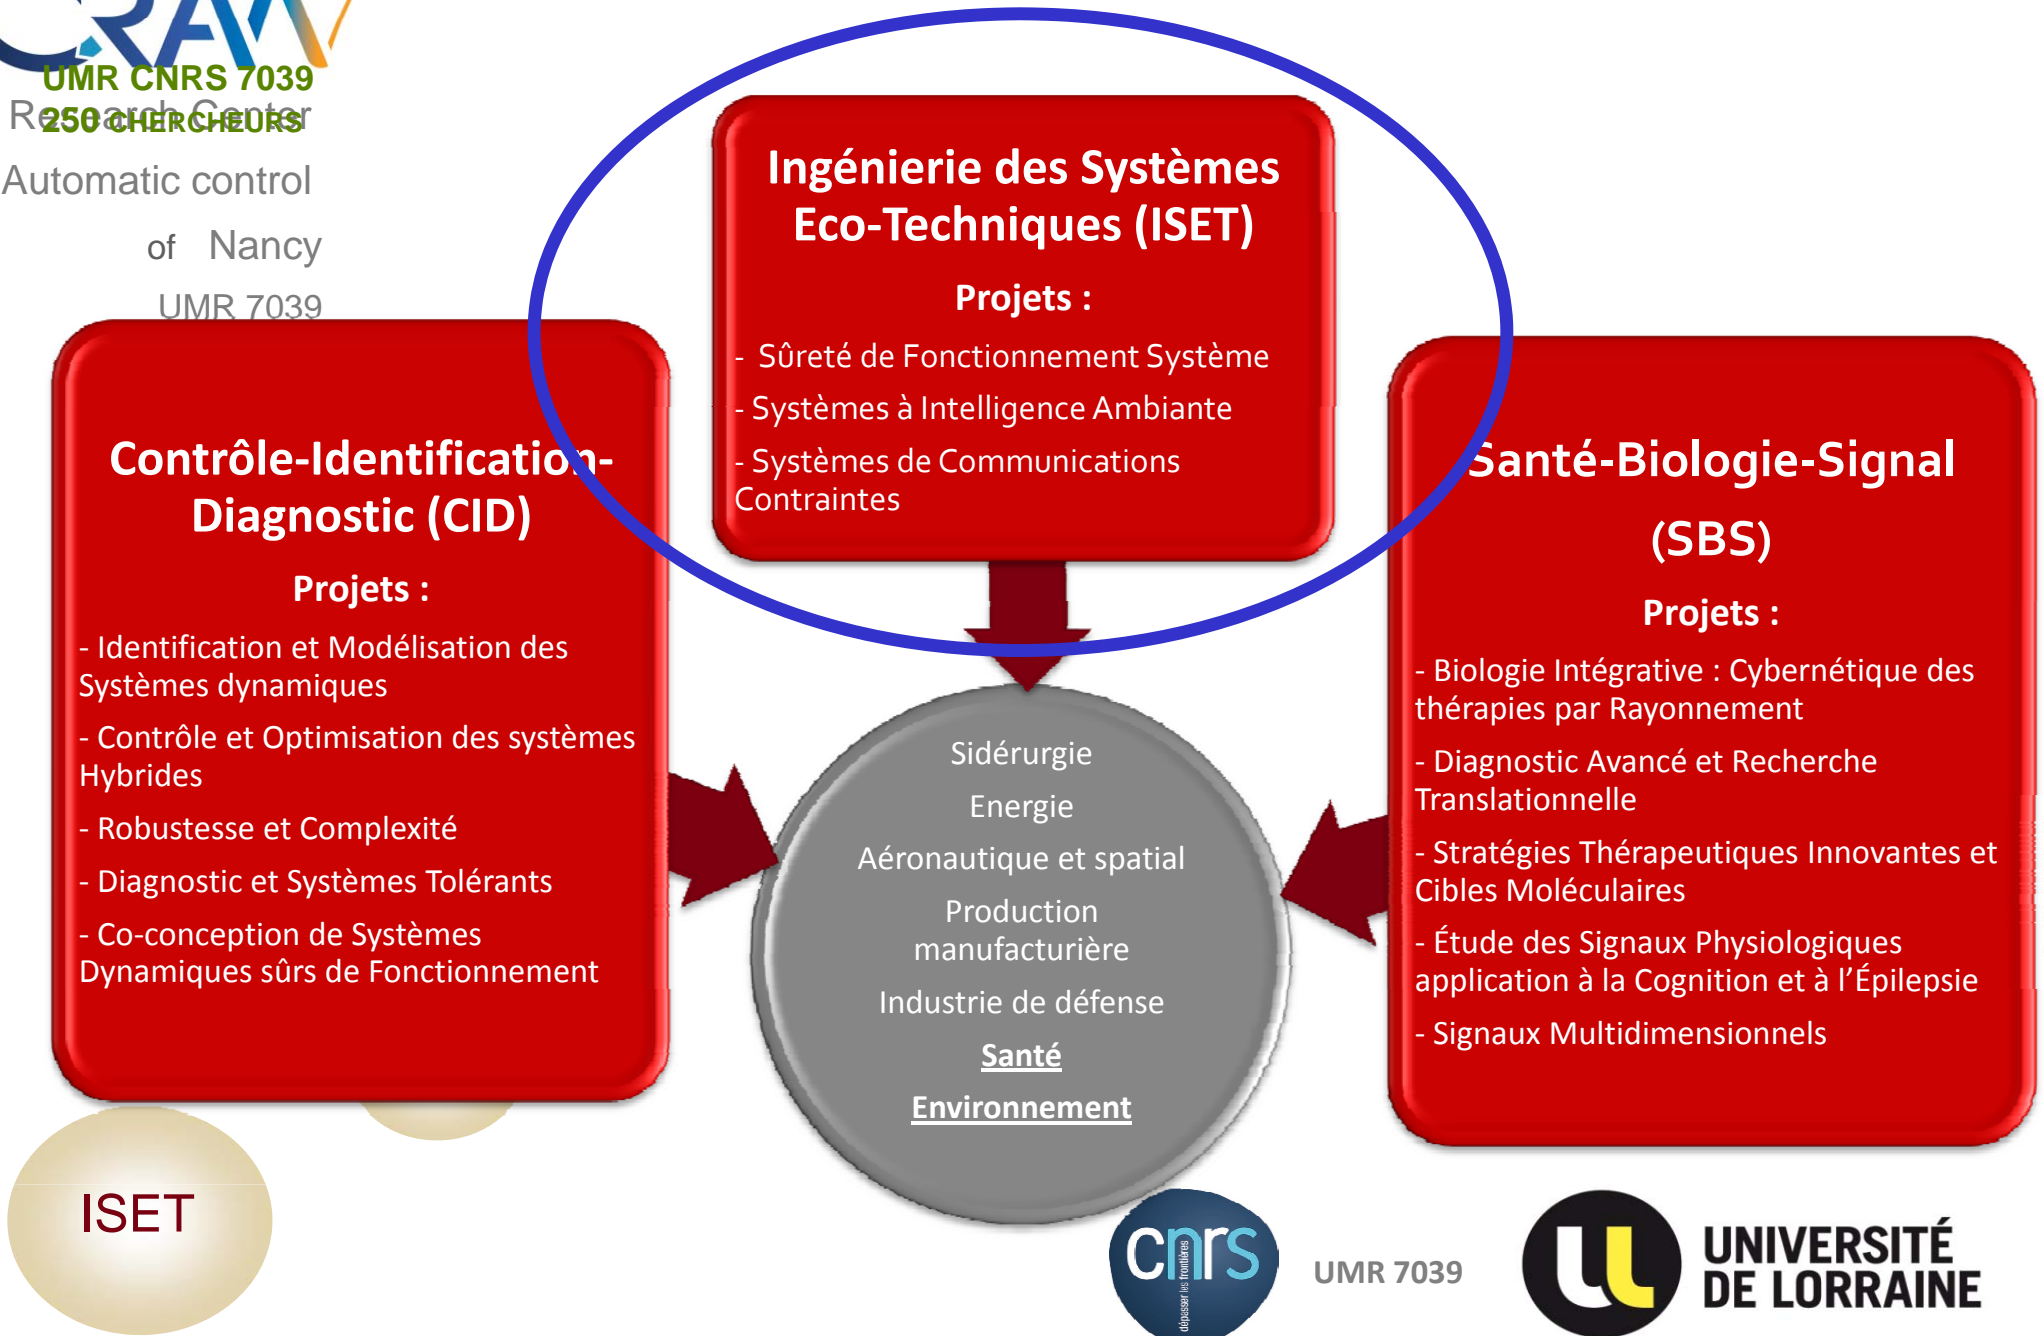 CRAN
UMR CNRS 7039
250 CHERCHEURS
Research Center
Automatic control
of Nancy
UMR 7039
Ingénierie des Systèmes
Eco-Techniques (ISET)
Projets :
- Sûreté de Fonctionnement Système
- Systèmes à Intelligence Ambiante
- Systèmes de Communications
Contraintes
Contrôle-Identification-
Diagnostic (CID)
Projets :
- Identification et Modélisation des
Systèmes dynamiques
- Contrôle et Optimisation des systèmes
Hybrides
- Robustesse et Complexité
- Diagnostic et Systèmes Tolérants
- Co-conception de Systèmes
Dynamiques sûrs de Fonctionnement
Santé-Biologie-Signal
(SBS)
Projets :
- Biologie Intégrative : Cybernétique des
thérapies par Rayonnement
- Diagnostic Avancé et Recherche
Translationnelle
- Stratégies Thérapeutiques Innovantes et
Cibles Moléculaires
- Étude des Signaux Physiologiques
application à la Cognition et à l’Épilepsie
- Signaux Multidimensionnels
Sidérurgie
Energie
Aéronautique et spatial
Production
manufacturière
Industrie de défense
Santé
Environnement
ISET
cnrs
dépasser les frontières
UMR 7039
UNIVERSITÉ
DE LORRAINE